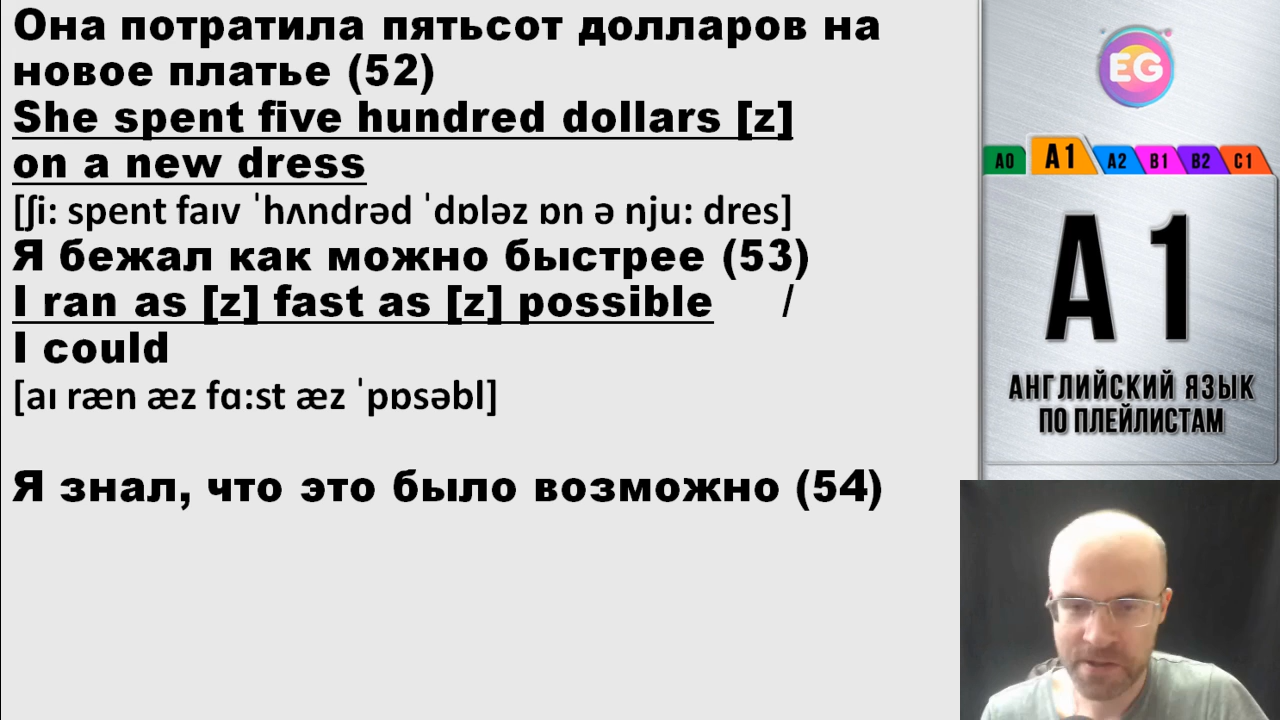 Она потратила пятьсот долларов на
новое платье (52)
She spent five hundred dollars [z]
on a new dress
[ʃi: spent faɪv ˈhʌndrəd ˈdɒləz ɒn ə nju: dres]
Я бежал как можно быстрее (53)
I ran as [z] fast as [z] possible /
I could
[aɪ ræn æz fɑ:st æz ˈpɒsəbl]
Я знал, что это было возможно (54)
EG
A0 A1 A2 B1 B2 C1
A 1
АНГЛИЙСКИЙ ЯЗЫК
ПО ПЛЕЙЛИСТАМ